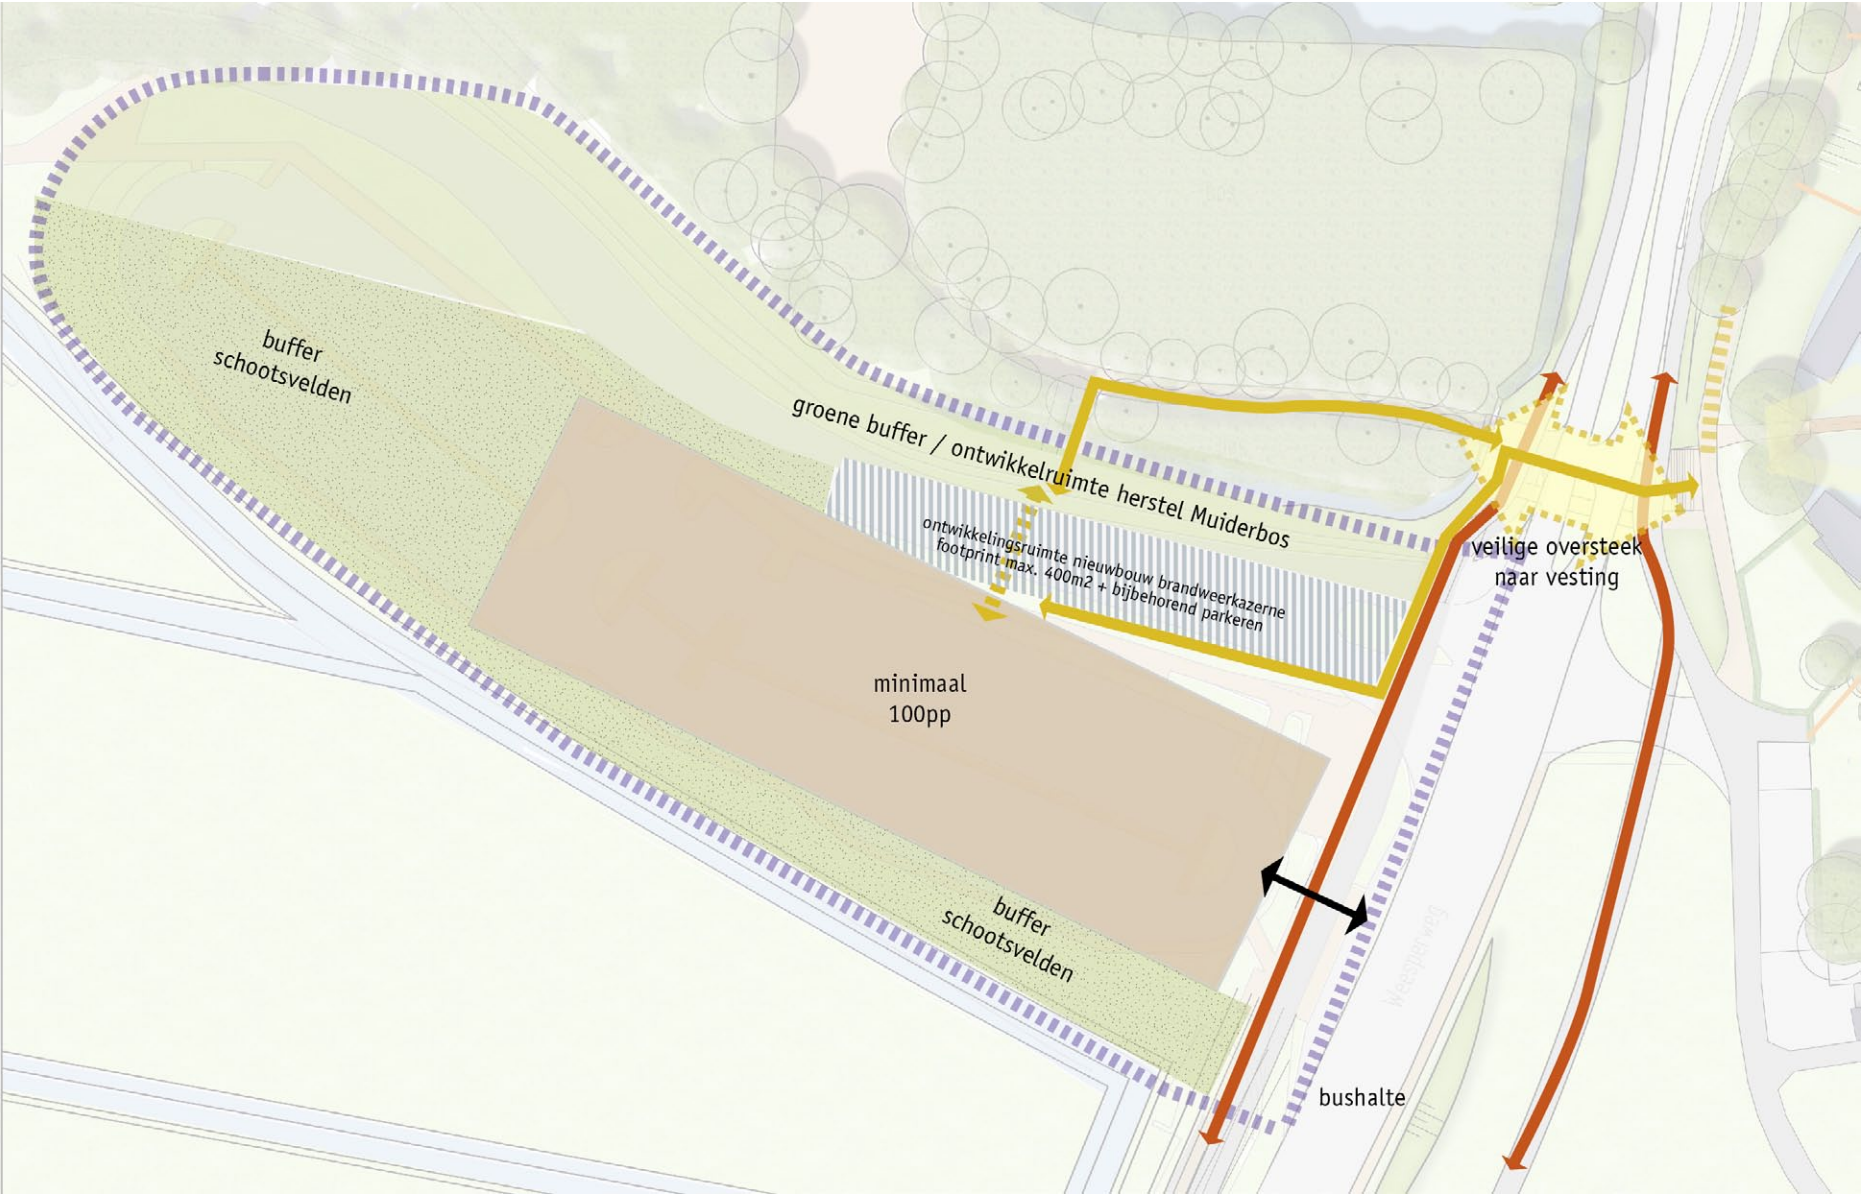 buffer
schootsvelden
groene buffer / ontwikkelruimte herstel Muiderbos
ontwikkelingsruimte nieuwbouw brandweerkazerne
footprint max. 400m2 + bijbehorend parkeren
veilige oversteek
naar vesting
minimaal
100pp
buffer
schootsvelden
Weesperweg
bushalte